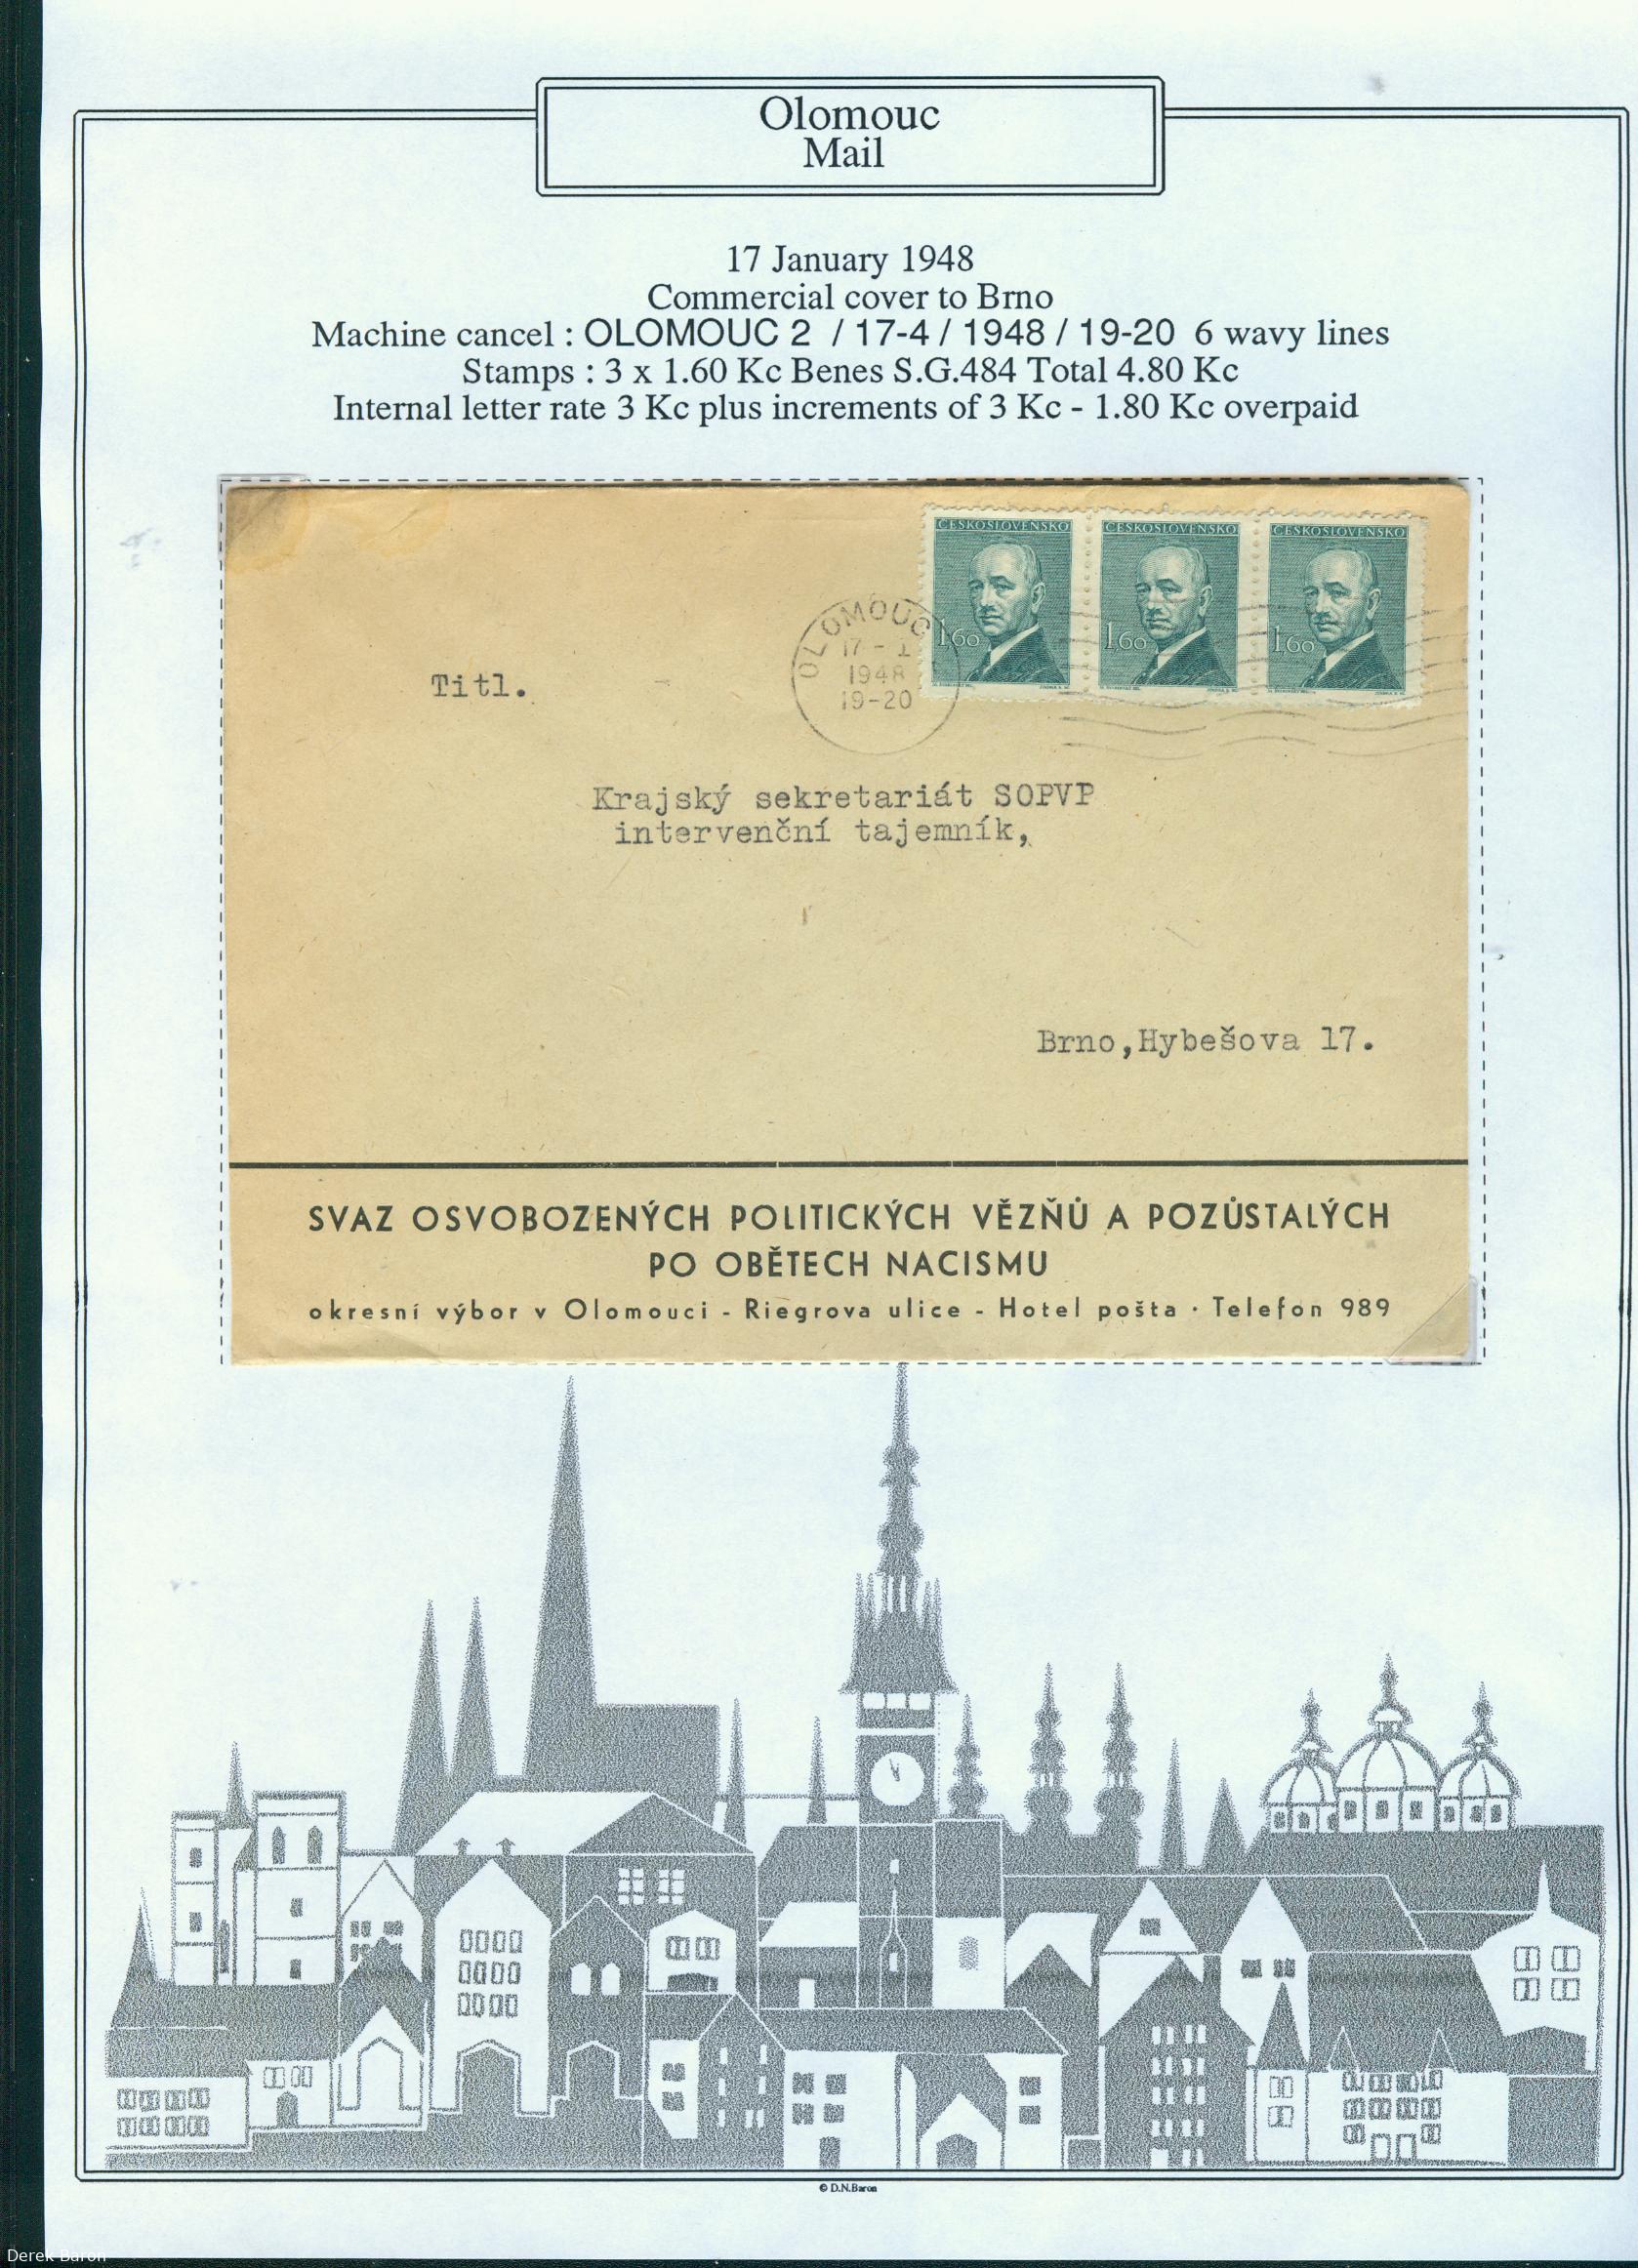 Olomouc
Mail
17 January 1948
Commercial cover to Brno
Machine cancel : OLOMOUC 2 / 17-4 / 1948 / 19-20 6 wavy lines
Stamps : 3 x 1.60 Kc Benes S.G.484 Total 4.80 Kc
Internal letter rate 3 Kc plus increments of 3 Kc - 1.80 Kc overpaid
ČESKOSLOVENSKO ČESKOSLOVENSKO ČESKOSLOVENSKO
1.60 1.60 1.60
OLOMOUC
17 - I
1948
19-20
Titl.
Krajský sekretariát SOPVP
intervenční tajemník,
Brno,Hybešova 17.
SVAZ OSVOBOZENÝCH POLITICKÝCH VĚZŇŮ A POZŮSTALÝCH
PO OBĚTECH NACISMU
okresní výbor v Olomouci - Riegrova ulice - Hotel pošta · Telefon 989
© D.N.Baron
Derek Baron